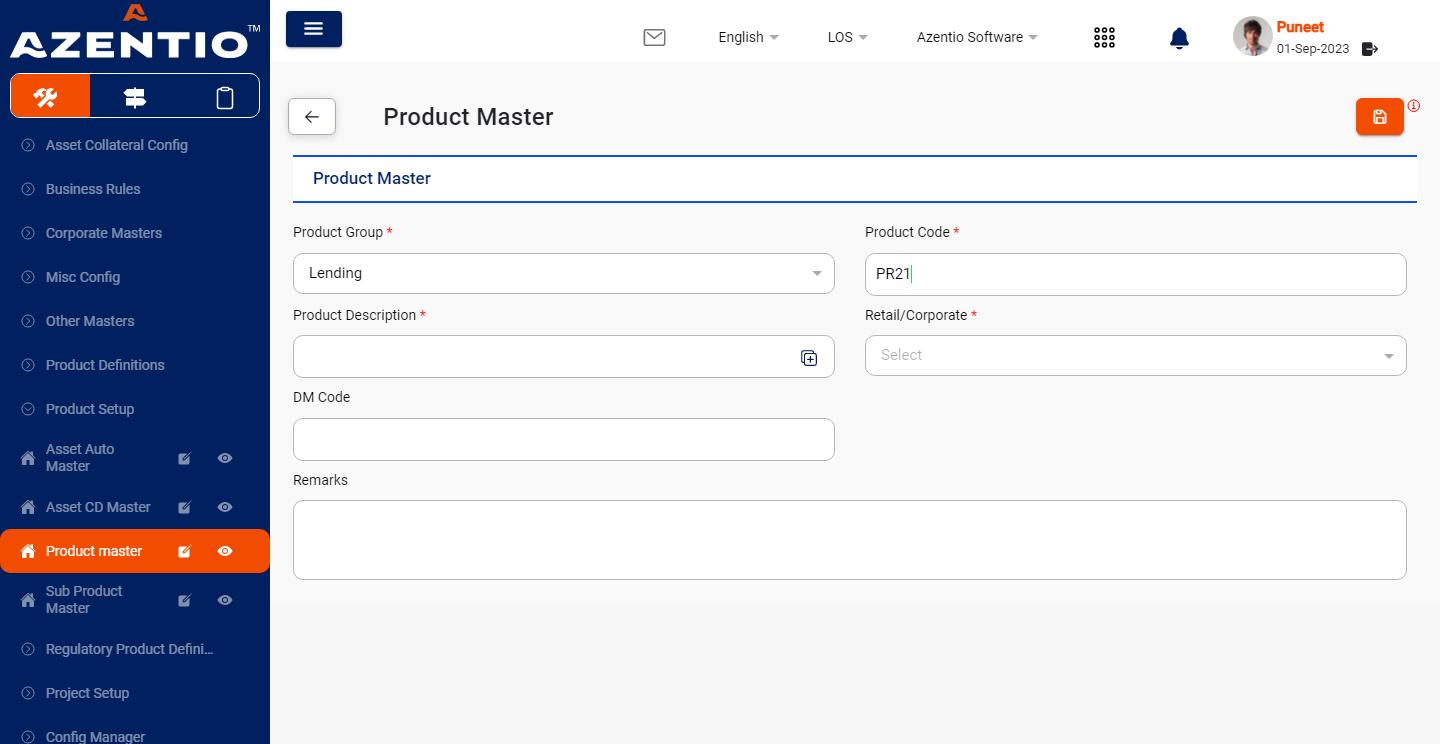 AZENTIO™
English
LOS
Azentio Software
Puneet
01-Sep-2023
Asset Collateral Config
Business Rules
Corporate Masters
Misc Config
Other Masters
Product Definitions
Product Setup
Asset Auto
Master
Asset CD Master
Product master
Sub Product
Master
Regulatory Product Defini...
Project Setup
Config Manager
Product Master
Product Master
Product Group *
Lending
Product Code *
PR21
Product Description *
Retail/Corporate *
Select
DM Code
Remarks